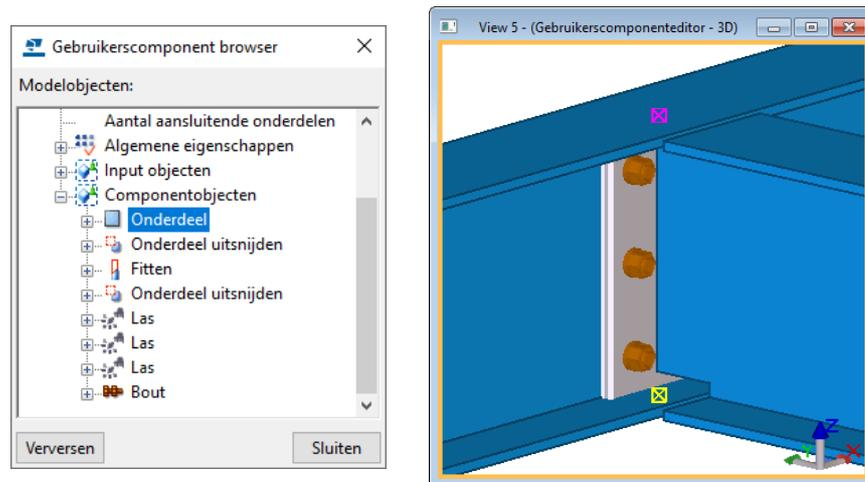 Gebruikerscomponent browser
Modelobjecten:
Aantal aansluitende onderdelen
Algemene eigenschappen
Input objecten
Componentobjecten
Onderdeel
Onderdeel uitsnijden
Fitten
Onderdeel uitsnijden
Las
Las
Las
Bout
Verversen
Sluiten
View 5 - (Gebruikerscomponenteditor - 3D)
Z
Y
X